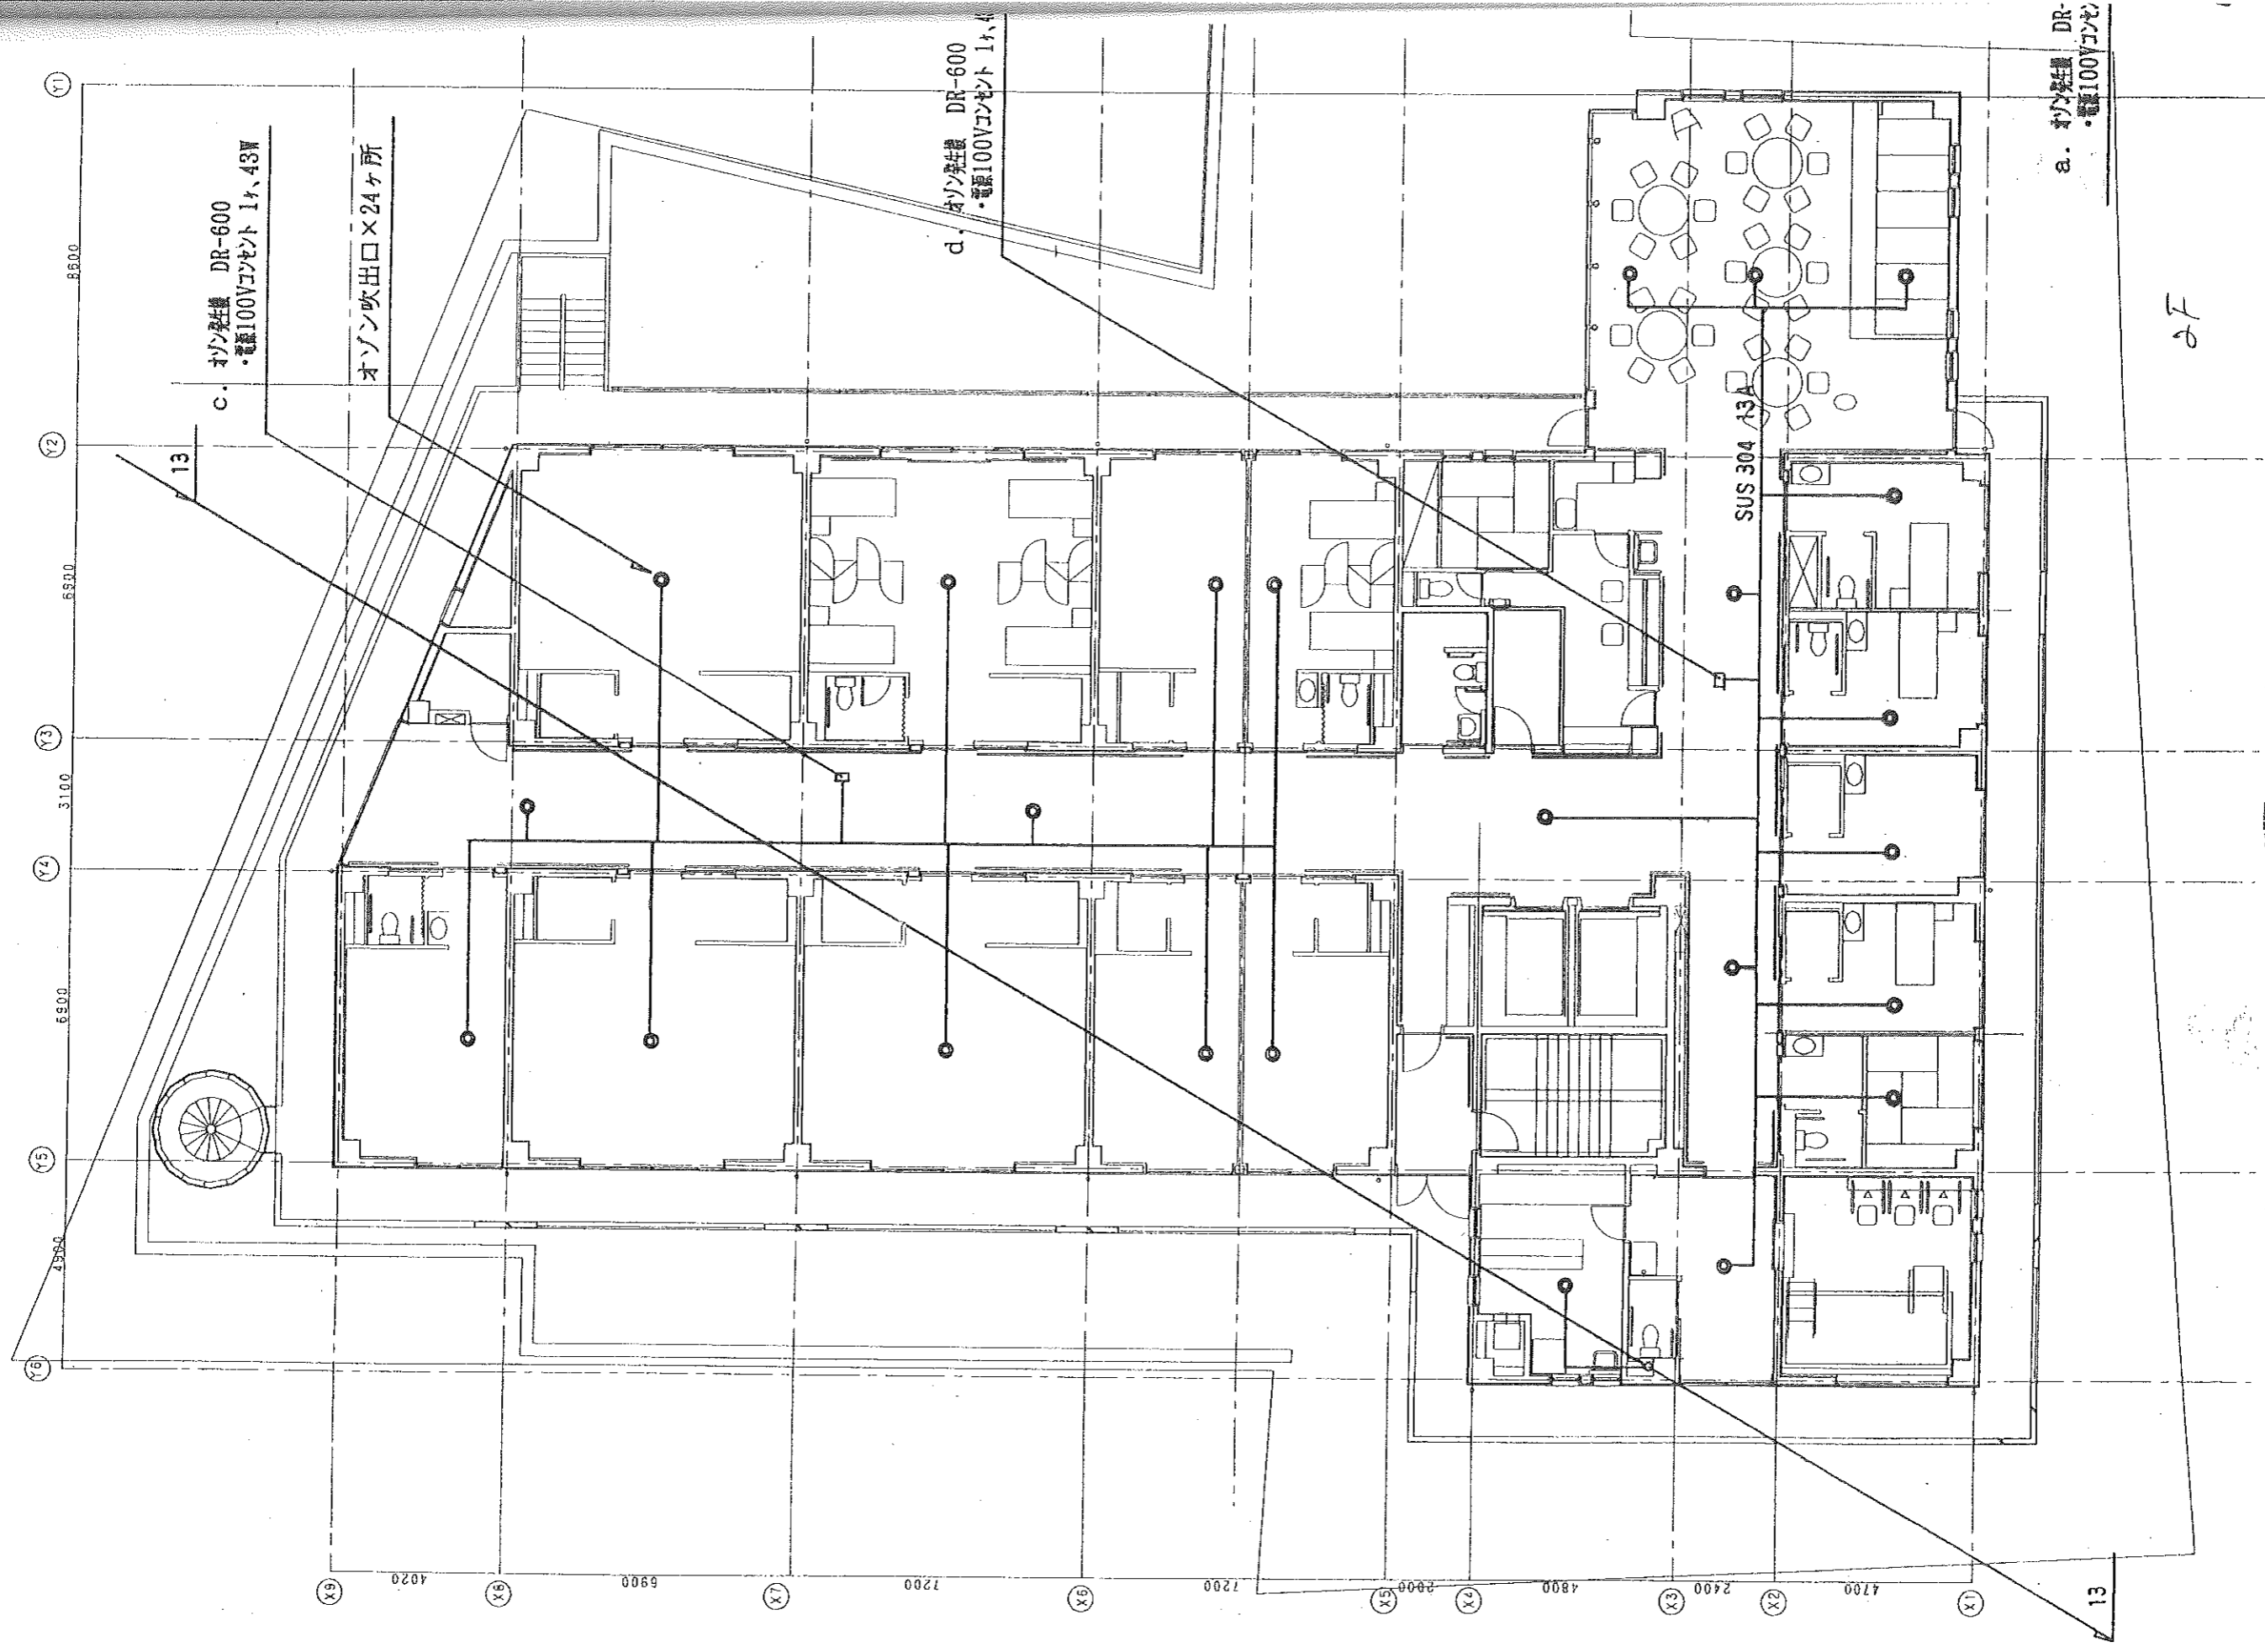 c. オゾン発生機 DR-600
・電源100Vコンセント 1ケ、43W
オゾン吹出口×24ケ所
d. オゾン発生機 DR-600
・電源100Vコンセント 1ケ、
a. オゾン発生機 DR-
・電源100Vコンセ
13
13
SUS 304 13A
2F
Y1
Y2
Y3
Y4
Y5
Y6
8600
6900
3100
6900
4900
X9
X8
X7
X6
X5
X4
X3
X2
X1
4020
6900
7200
7200
2000
4800
2400
4700